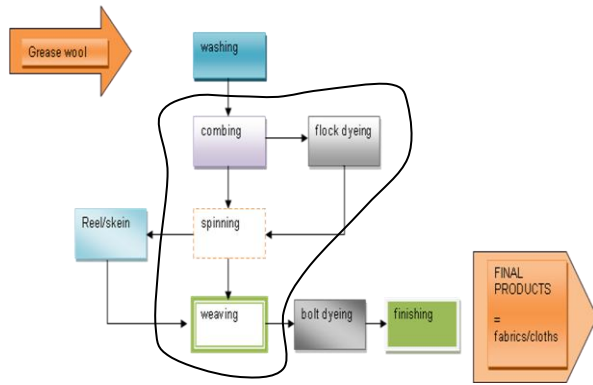 Grease wool
washing
combing
flock dyeing
Reel/skein
spinning
weaving
bolt dyeing
finishing
FINAL
PRODUCTS
=
fabrics/cloths